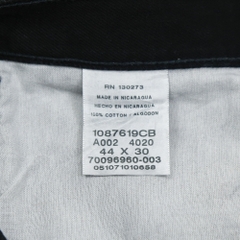 RN 130273
MADE IN NICARAGUA
HECHO EN NICARAGUA
100% COTTON - ALGODON
1087619CB
A002 4020
44 X 30
70096960-003
051071010658